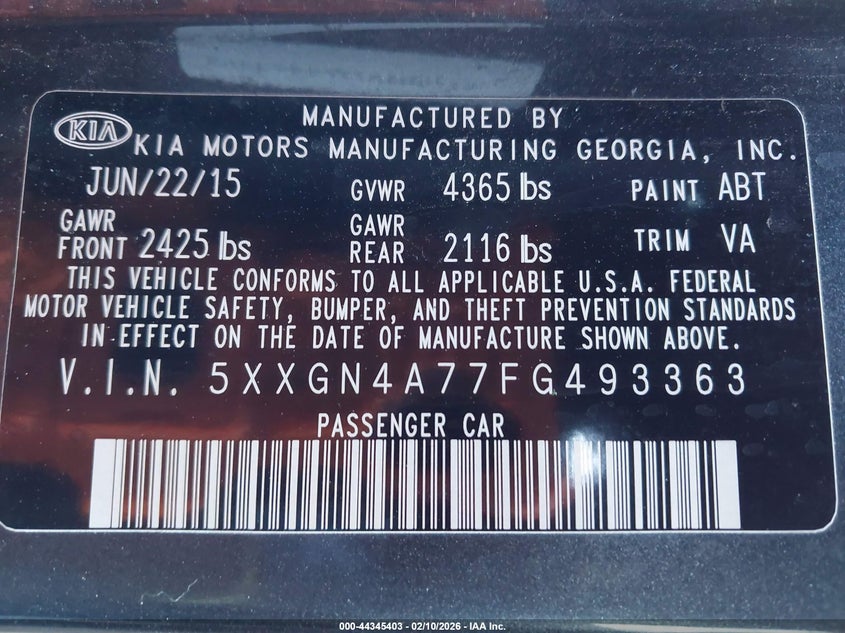 MANUFACTURED BY
KIA KIA MOTORS MANUFACTURING GEORGIA, INC.
JUN/22/15 GVWR 4365 lbs PAINT ABT
GAWR FRONT 2425 lbs GAWR REAR 2116 lbs TRIM VA
THIS VEHICLE CONFORMS TO ALL APPLICABLE U.S.A. FEDERAL
MOTOR VEHICLE SAFETY, BUMPER, AND THEFT PREVENTION STANDARDS
IN EFFECT ON THE DATE OF MANUFACTURE SHOWN ABOVE.
V.I.N. 5XXGN4A77FG493363
PASSENGER CAR
000-44345403 - 02/10/2026 - IAA Inc.